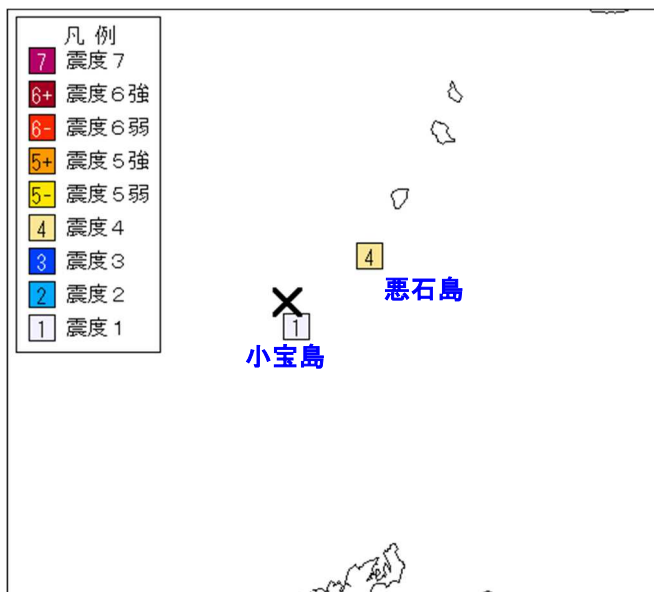 凡 例
7 震度７
6+ 震度６強
6- 震度６弱
5+ 震度５強
5- 震度５弱
4 震度４
3 震度３
2 震度２
1 震度１
4
悪石島
1
小宝島